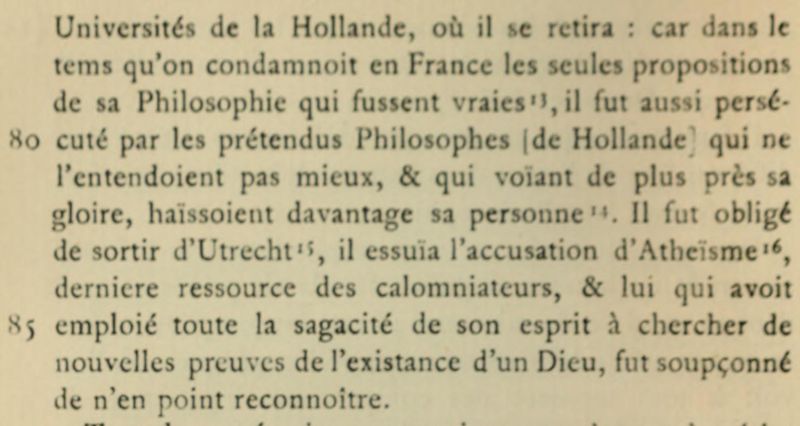 Universités de la Hollande, où il se retira : car dans le
tems qu'on condamnoit en France les seules propositions
de sa Philosophie qui fussent vraies¹³, il fut aussi persé-
80 cuté par les prétendus Philosophes [de Hollande] qui ne
l'entendoient pas mieux, & qui voïant de plus près sa
gloire, haïssoient davantage sa personne¹⁴. Il fut obligé
de sortir d'Utrecht¹⁵, il essuïa l'accusation d'Atheïsme¹⁶,
derniere ressource des calomniateurs, & lui qui avoit
85 emploié toute la sagacité de son esprit à chercher de
nouvelles preuves de l'existance d'un Dieu, fut soupçonné
de n'en point reconnoître.